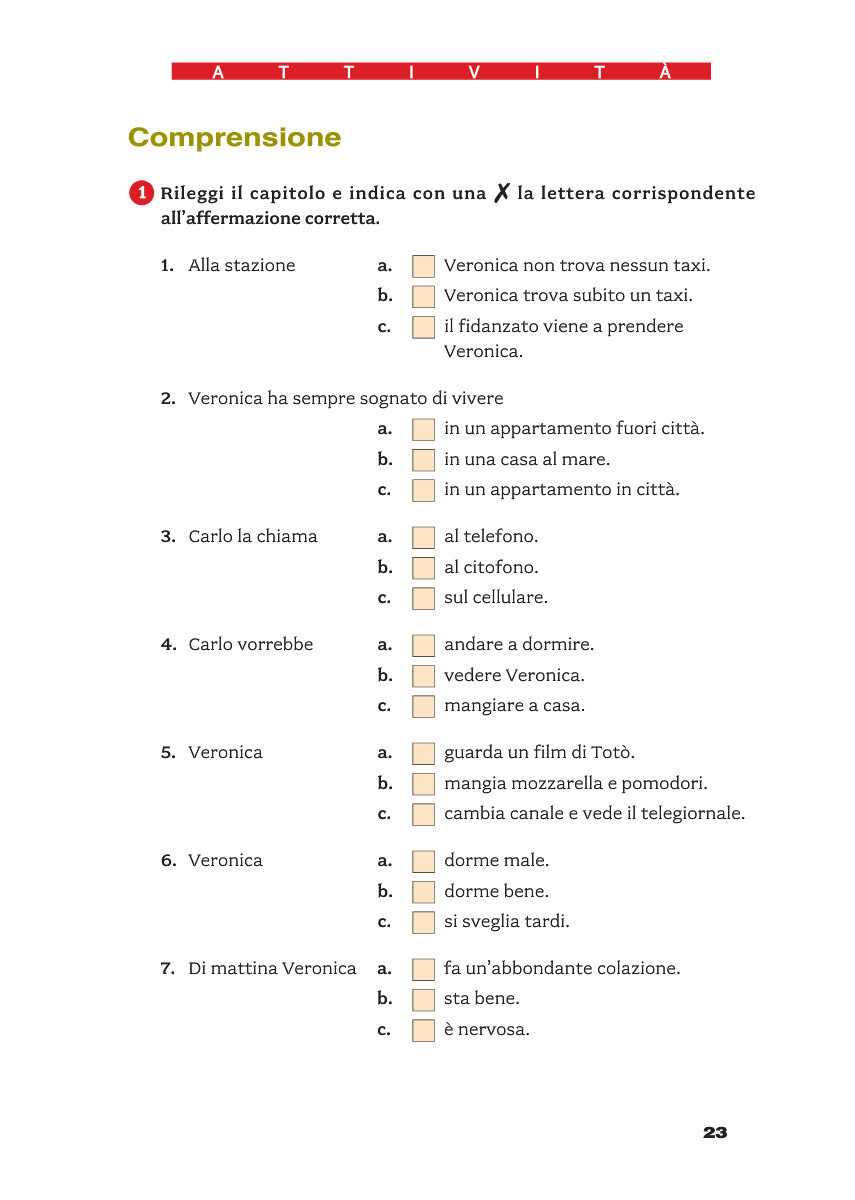 A T T I V I T À
Comprensione
1 Rileggi il capitolo e indica con una ✗ la lettera corrispondente
all'affermazione corretta.
1. Alla stazione a. Veronica non trova nessun taxi.
b. Veronica trova subito un taxi.
c. il fidanzato viene a prendere
Veronica.
2. Veronica ha sempre sognato di vivere
a. in un appartamento fuori città.
b. in una casa al mare.
c. in un appartamento in città.
3. Carlo la chiama a. al telefono.
b. al citofono.
c. sul cellulare.
4. Carlo vorrebbe a. andare a dormire.
b. vedere Veronica.
c. mangiare a casa.
5. Veronica a. guarda un film di Totò.
b. mangia mozzarella e pomodori.
c. cambia canale e vede il telegiornale.
6. Veronica a. dorme male.
b. dorme bene.
c. si sveglia tardi.
7. Di mattina Veronica a. fa un'abbondante colazione.
b. sta bene.
c. è nervosa.
23